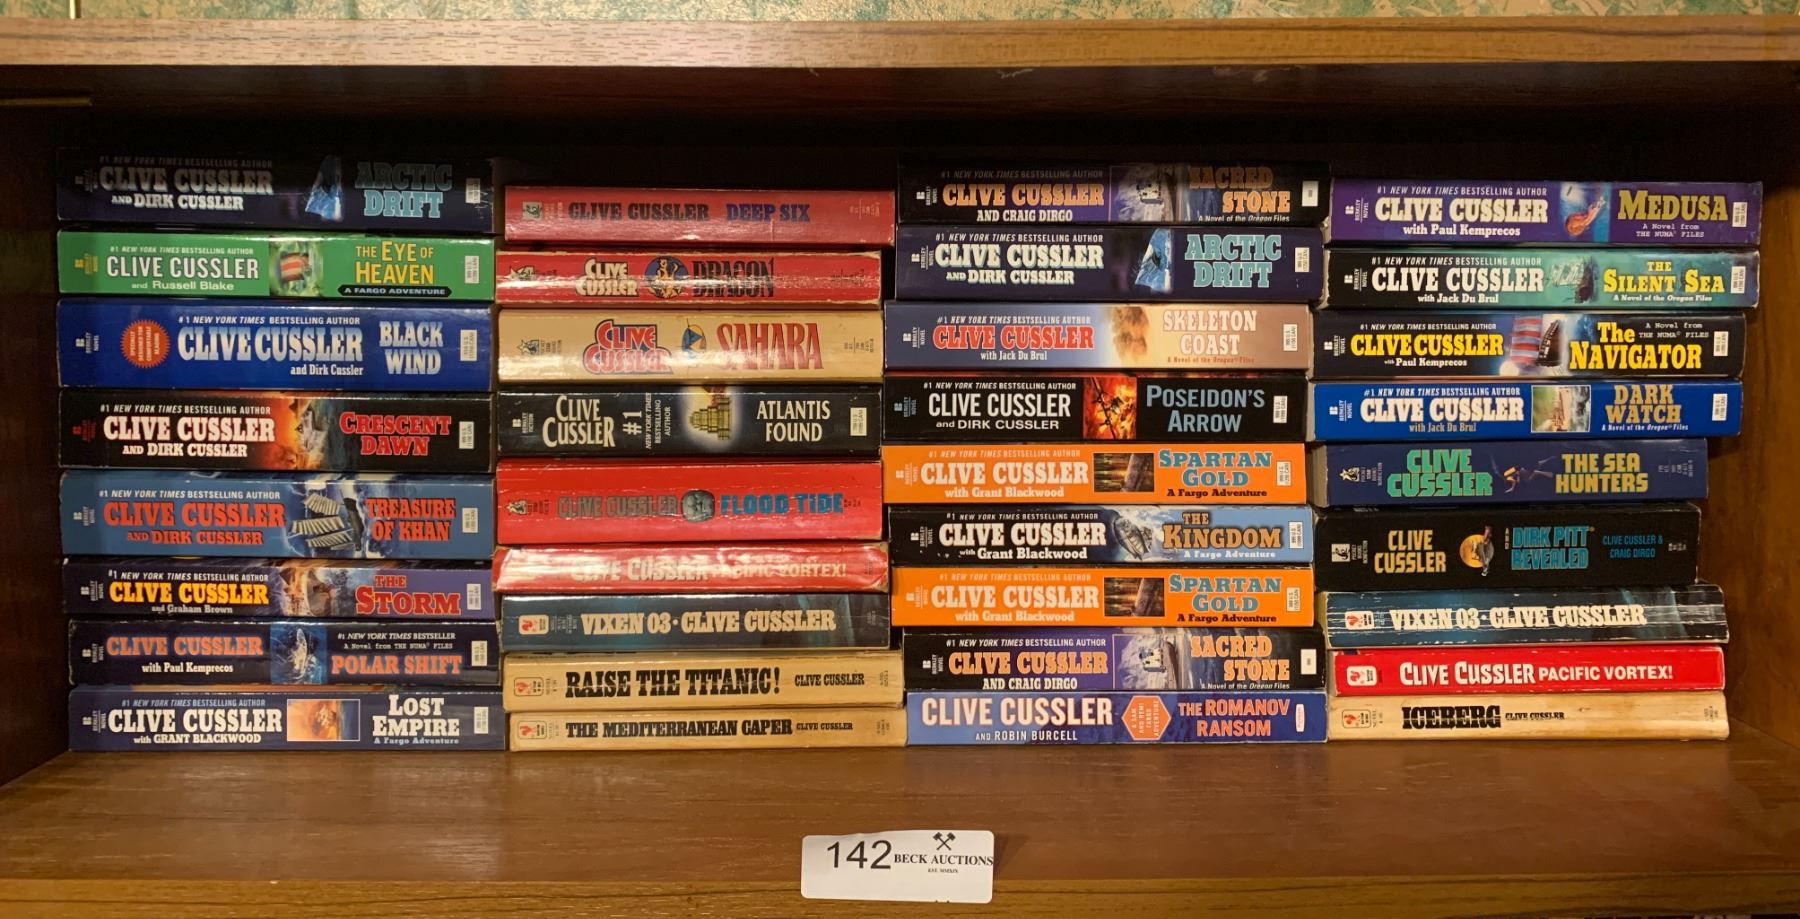 #1 NEW YORK TIMES BESTSELLING AUTHOR
CLIVE CUSSLER
AND DIRK CUSSLER
ARCTIC
DRIFT
#1 NEW YORK TIMES BESTSELLING AUTHOR
CLIVE CUSSLER
and Russell Blake
THE EYE OF
HEAVEN
A FARGO ADVENTURE
#1 NEW YORK TIMES BESTSELLING AUTHOR
CLIVE CUSSLER
and Dirk Cussler
BLACK
WIND
#1 NEW YORK TIMES BESTSELLING AUTHOR
CLIVE CUSSLER
AND DIRK CUSSLER
CRESCENT
DAWN
#1 NEW YORK TIMES BESTSELLING AUTHOR
CLIVE CUSSLER
AND DIRK CUSSLER
TREASURE
OF KHAN
#1 NEW YORK TIMES BESTSELLING AUTHOR
CLIVE CUSSLER
and Graham Brown
THE
STORM
CLIVE CUSSLER
with Paul Kemprecos
#1 NEW YORK TIMES BESTSELLER
A Novel from THE NUMA® FILES
POLAR SHIFT
#1 NEW YORK TIMES BESTSELLING AUTHOR
CLIVE CUSSLER
with GRANT BLACKWOOD
LOST
EMPIRE
A Fargo Adventure
CLIVE CUSSLER DEEP SIX
CLIVE
CUSSLER
DRAGON
CLIVE
CUSSLER
SAHARA
CLIVE
CUSSLER
#1
NEW YORK TIMES
BESTSELLING
AUTHOR
ATLANTIS
FOUND
CLIVE CUSSLER FLOOD TIDE
CLIVE CUSSLER PACIFIC VORTEX!
VIXEN 03 · CLIVE CUSSLER
RAISE THE TITANIC! CLIVE CUSSLER
THE MEDITERRANEAN CAPER CLIVE CUSSLER
#1 NEW YORK TIMES BESTSELLING AUTHOR
CLIVE CUSSLER
AND CRAIG DIRGO
SACRED
STONE
A Novel of the Oregon Files
#1 NEW YORK TIMES BESTSELLING AUTHOR
CLIVE CUSSLER
AND DIRK CUSSLER
ARCTIC
DRIFT
#1 NEW YORK TIMES BESTSELLING AUTHOR
CLIVE CUSSLER
with Jack Du Brul
SKELETON
COAST
A Novel of the Oregon Files
#1 NEW YORK TIMES BESTSELLING AUTHOR
CLIVE CUSSLER
and DIRK CUSSLER
POSEIDON'S
ARROW
#1 NEW YORK TIMES BESTSELLING AUTHOR
CLIVE CUSSLER
with Grant Blackwood
SPARTAN
GOLD
A Fargo Adventure
#1 NEW YORK TIMES BESTSELLING AUTHOR
CLIVE CUSSLER
with Grant Blackwood
THE
KINGDOM
A Fargo Adventure
#1 NEW YORK TIMES BESTSELLING AUTHOR
CLIVE CUSSLER
with Grant Blackwood
SPARTAN
GOLD
A Fargo Adventure
#1 NEW YORK TIMES BESTSELLING AUTHOR
CLIVE CUSSLER
AND CRAIG DIRGO
SACRED
STONE
A Novel of the Oregon Files
CLIVE CUSSLER
AND ROBIN BURCELL
A SAM
AND REMI
FARGO
ADVENTURE
THE ROMANOV
RANSOM
#1 NEW YORK TIMES BESTSELLING AUTHOR
CLIVE CUSSLER
with Paul Kemprecos
MEDUSA
A Novel from
THE NUMA® FILES
#1 NEW YORK TIMES BESTSELLING AUTHOR
CLIVE CUSSLER
with Jack Du Brul
THE
SILENT SEA
A Novel of the Oregon Files
#1 NEW YORK TIMES BESTSELLING AUTHOR
CLIVE CUSSLER
with Paul Kemprecos
A Novel from
THE NUMA® FILES
The
NAVIGATOR
#1 NEW YORK TIMES BESTSELLING AUTHOR
CLIVE CUSSLER
with Jack Du Brul
DARK
WATCH
A Novel of the Oregon Files
CLIVE
CUSSLER
THE SEA
HUNTERS
CLIVE
CUSSLER
DIRK PITT®
REVEALED
CLIVE CUSSLER &
CRAIG DIRGO
VIXEN 03 · CLIVE CUSSLER
CLIVE CUSSLER PACIFIC VORTEX!
ICEBERG CLIVE CUSSLER
142 BECK AUCTIONS
EST. MMXIX